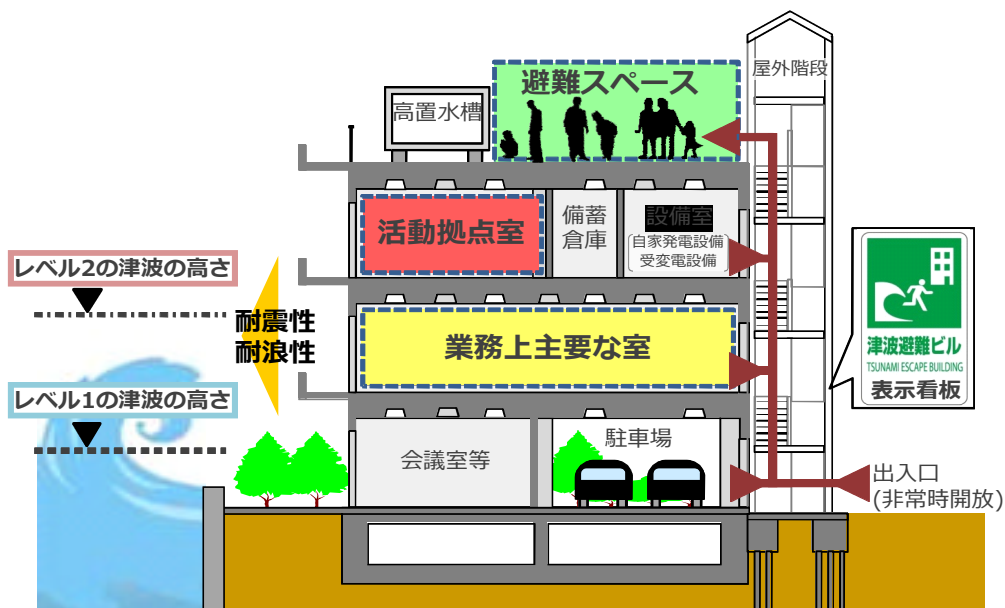 避難スペース
屋外階段
高置水槽
活動拠点室
備蓄
倉庫
設備室
自家発電設備
受変電設備
レベル2の津波の高さ
耐震性
耐浪性
業務上主要な室
津波避難ビル
TSUNAMI ESCAPE BUILDING
表示看板
レベル1の津波の高さ
会議室等
駐車場
出入口
(非常時開放)